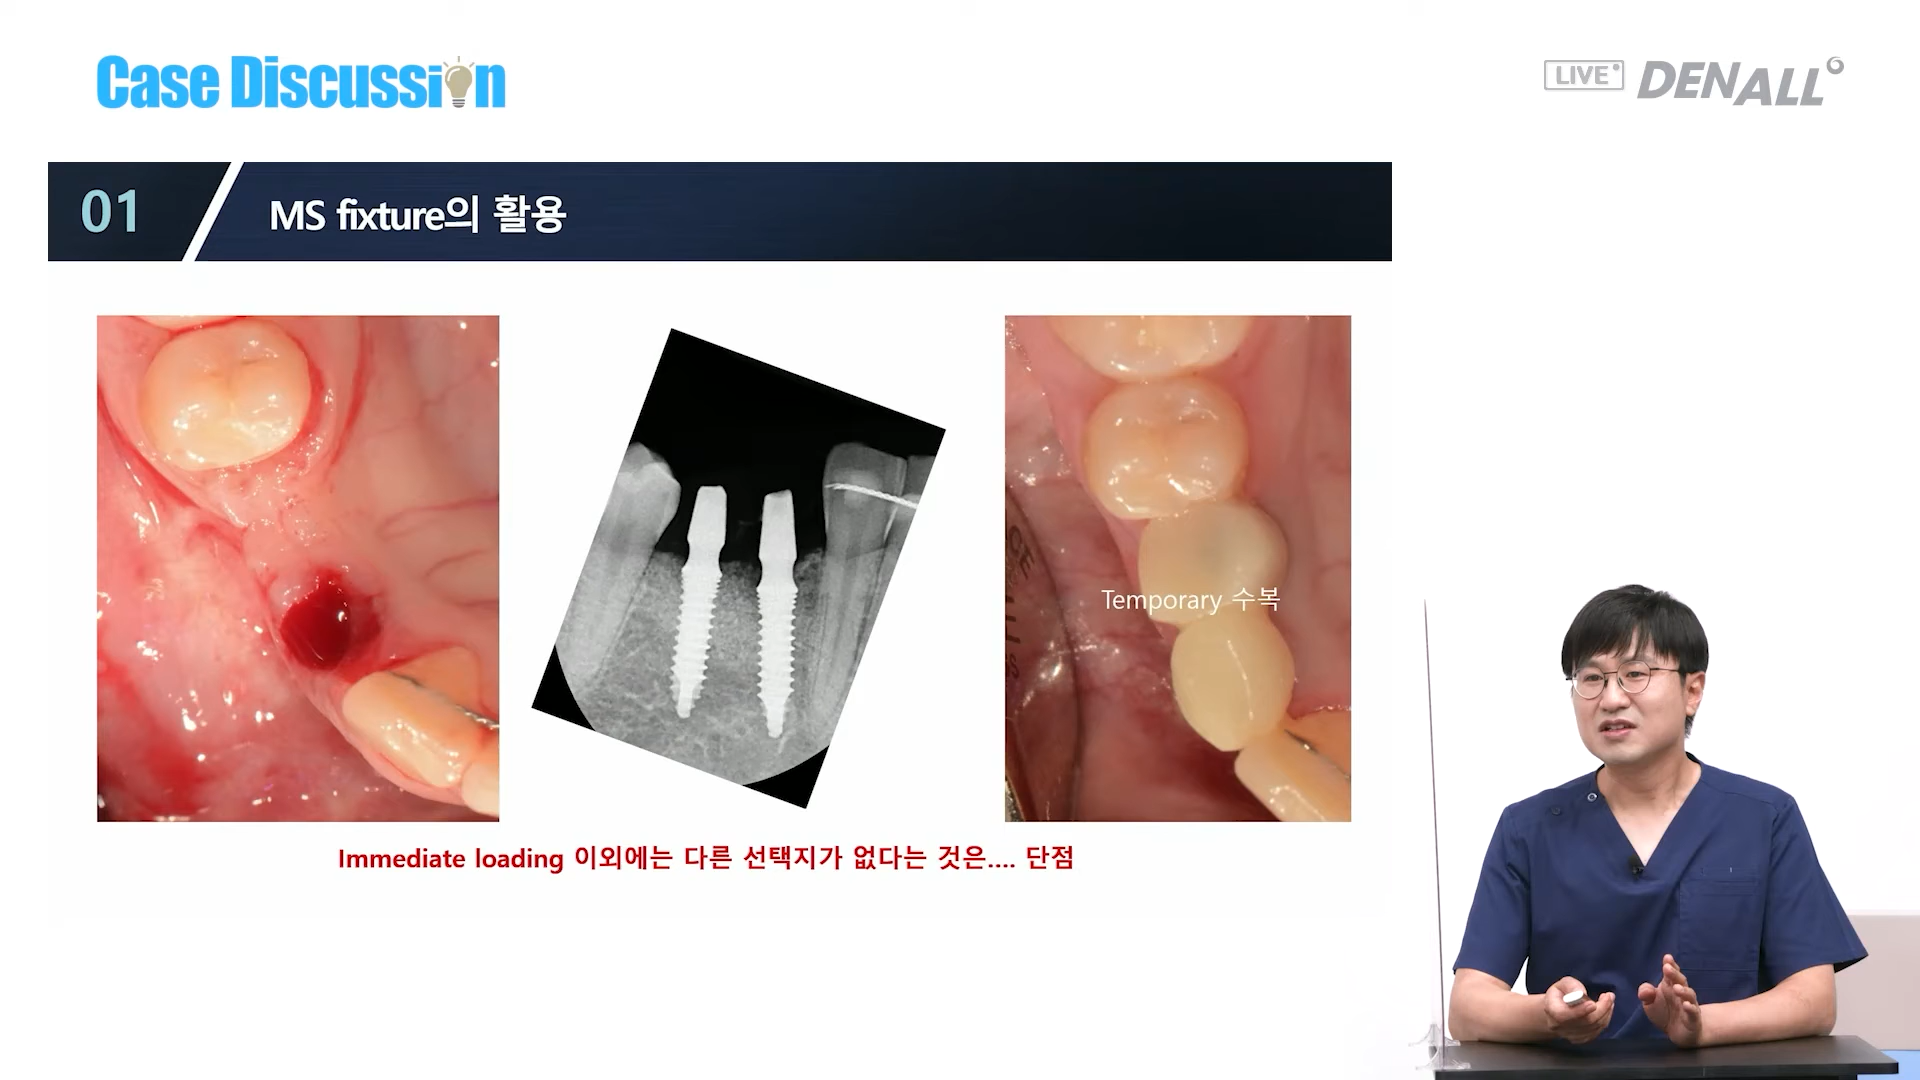 Case Discussion
LIVE DENALL
01
MS fixture의 활용
Temporary 수복
Immediate loading 이외에는 다른 선택지가 없다는 것은.... 단점